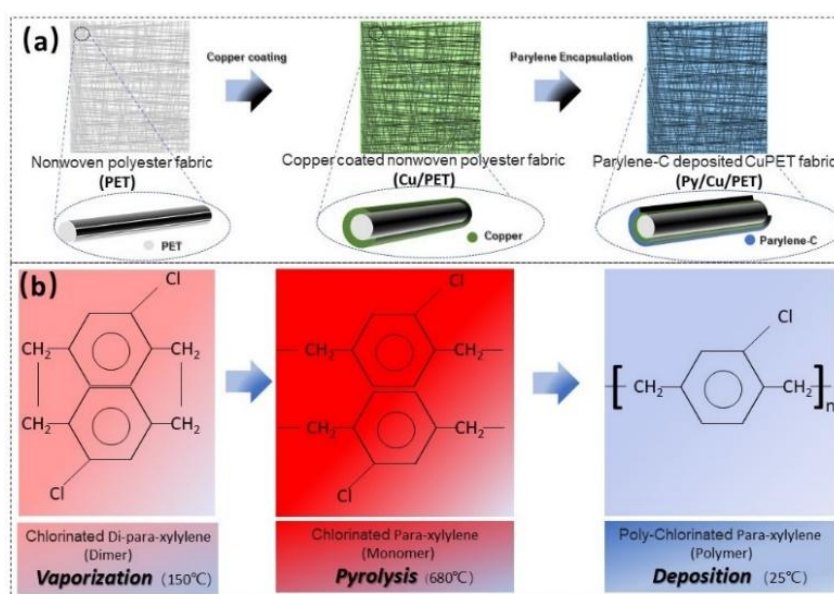 (a)
Copper coating
Parylene Encapsulation
Nonwoven polyester fabric
(PET)
Copper coated nonwoven polyester fabric
(Cu/PET)
Parylene-C deposited CuPET fabric
(Py/Cu/PET)
PET
Copper
Parylene-C
(b)
Cl
CH₂
CH₂
CH₂
CH₂
Cl
Cl
CH₂
CH₂
CH₂
CH₂
Cl
Cl
[ CH₂
CH₂ ]n
Chlorinated Di-para-xylylene
(Dimer)
Vaporization (150℃)
Chlorinated Para-xylylene
(Monomer)
Pyrolysis (680℃)
Poly-Chlorinated Para-xylylene
(Polymer)
Deposition (25℃)